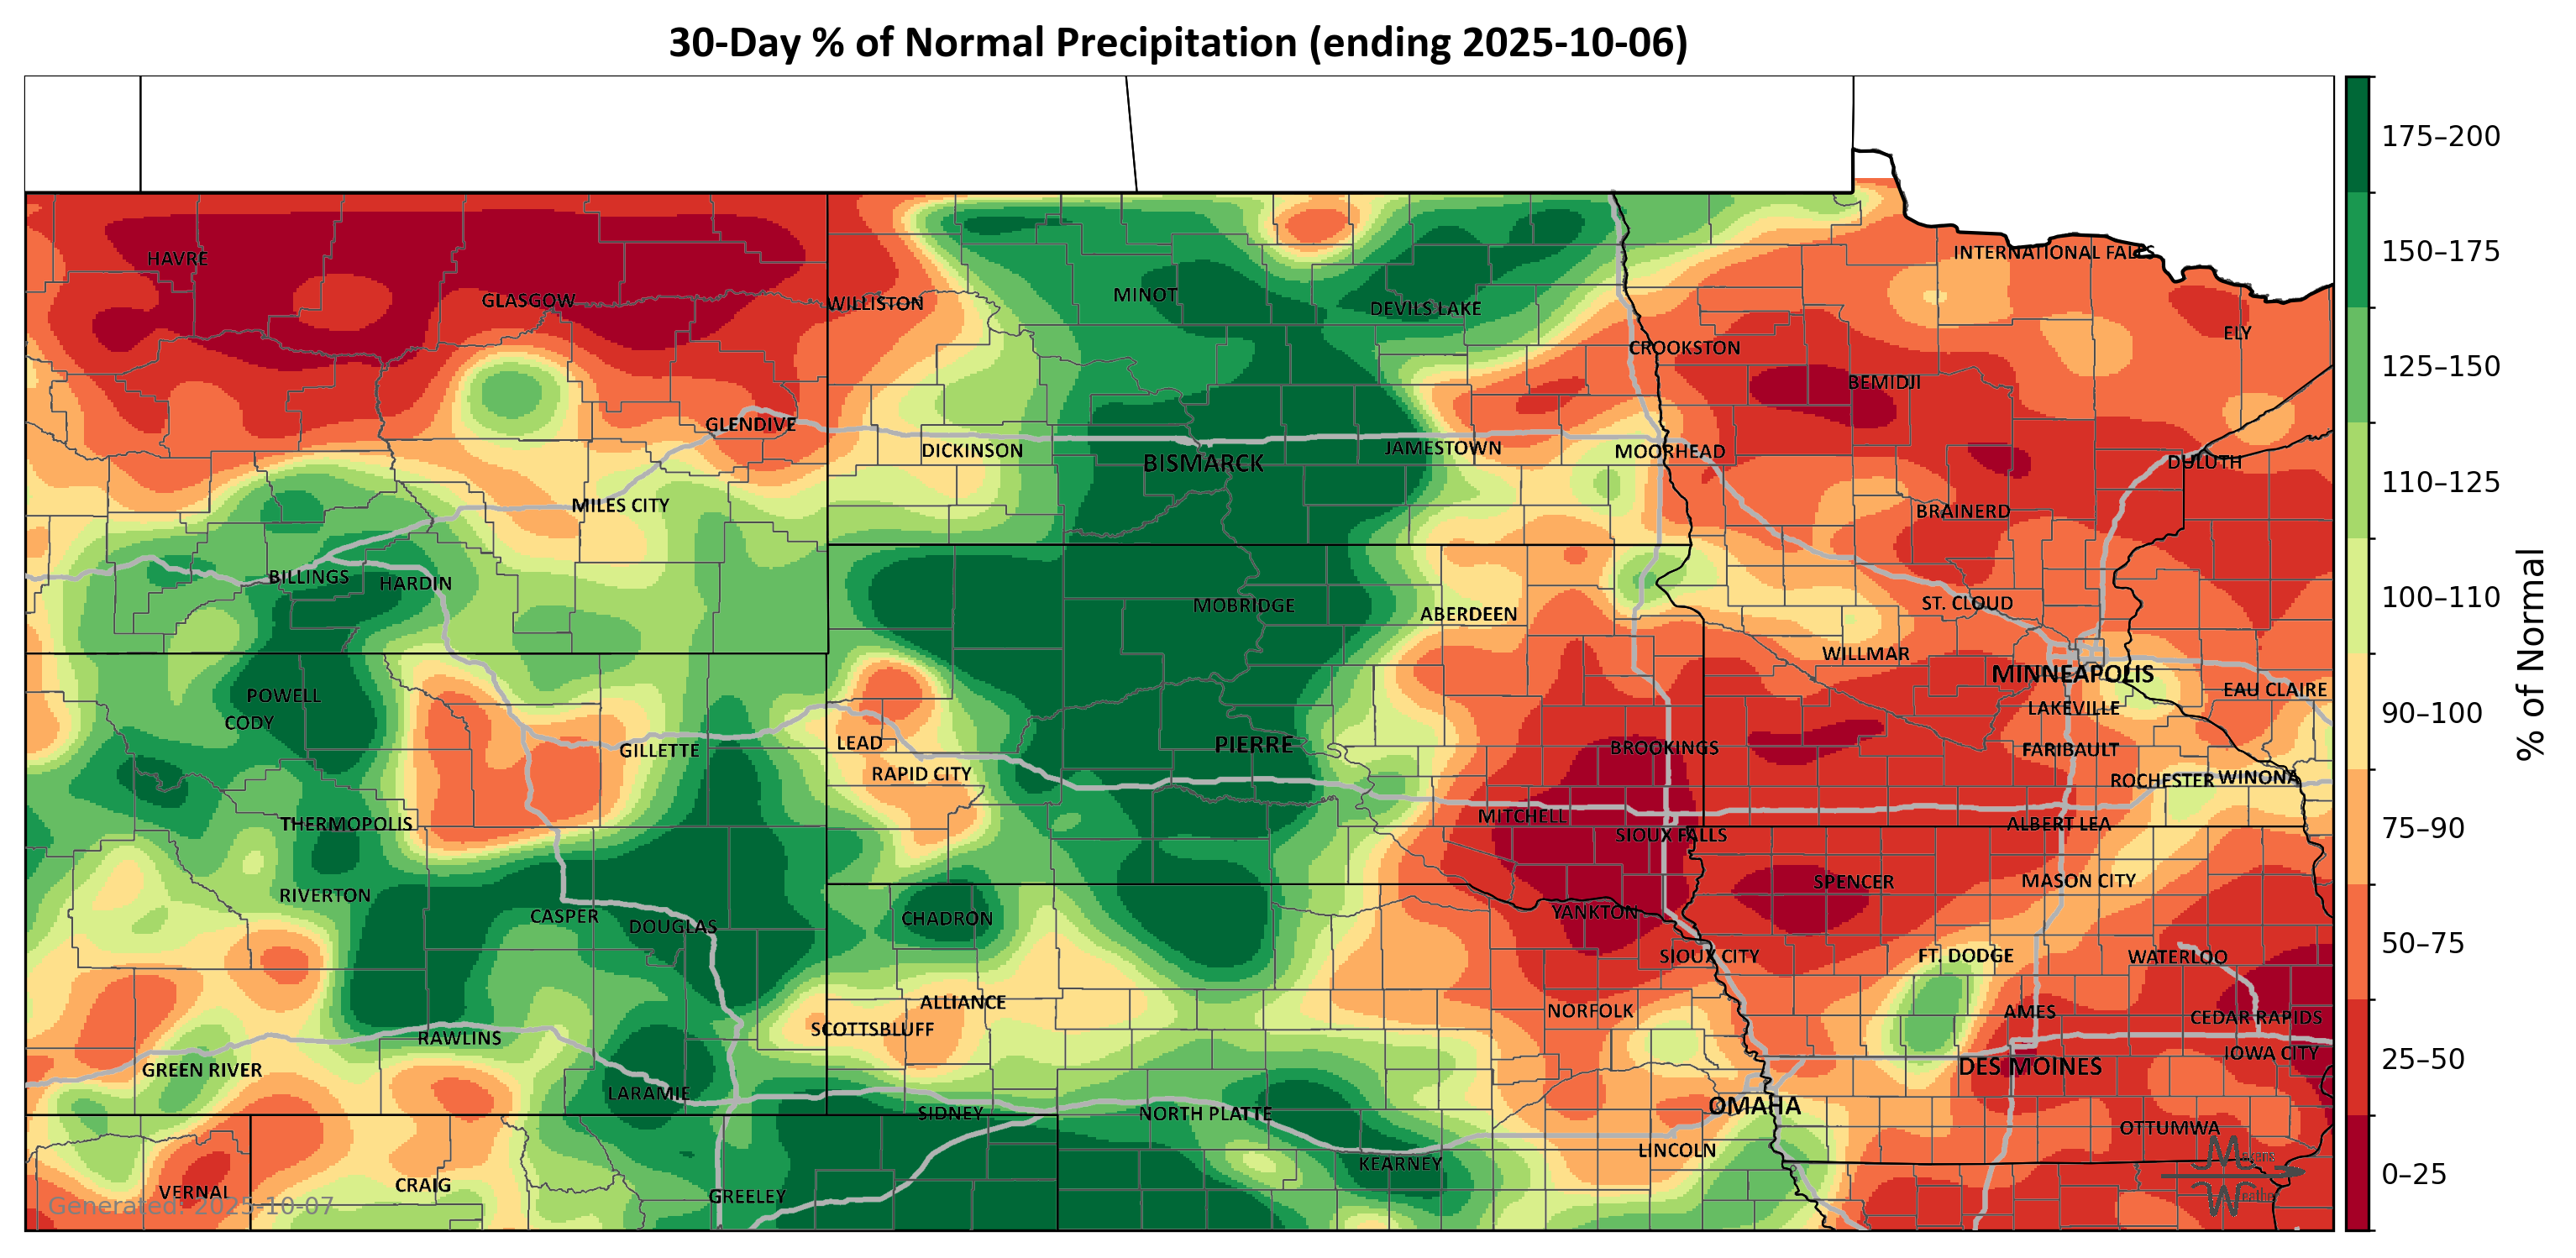 30-Day % of Normal Precipitation (ending 2025-10-06)
175–200
INTERNATIONAL FALLS
150–175
HAVRE
MINOT
GLASGOW
WILLISTON
DEVILS LAKE
125–150
ELY
CROOKSTON
BEMIDJI
GLENDIVE
DICKINSON
JAMESTOWN
MOORHEAD
BISMARCK
DULUTH
110–125
MILES CITY
BRAINERD
BILLINGS
HARDIN
100–110
MOBRIDGE
ABERDEEN
ST. CLOUD
WILLMAR
MINNEAPOLIS
% of Normal
POWELL
EAU CLAIRE
CODY
LAKEVILLE
90–100
LEAD
PIERRE
GILLETTE
BROOKINGS
FARIBAULT
RAPID CITY
ROCHESTER
WINONA
MITCHELL
THERMOPOLIS
ALBERT LEA
75–90
SIOUX FALLS
SPENCER
MASON CITY
RIVERTON
CASPER
CHADRON
YANKTON
DOUGLAS
50–75
SIOUX CITY
FT. DODGE
WATERLOO
ALLIANCE
NORFOLK
AMES
CEDAR RAPIDS
SCOTTSBLUFF
RAWLINS
IOWA CITY
25–50
GREEN RIVER
DES MOINES
LARAMIE
OMAHA
SIDNEY
NORTH PLATTE
OTTUMWA
LINCOLN
KEARNEY
0–25
CRAIG
VERNAL
GREELEY
Weather
Generated: 2025-10-07